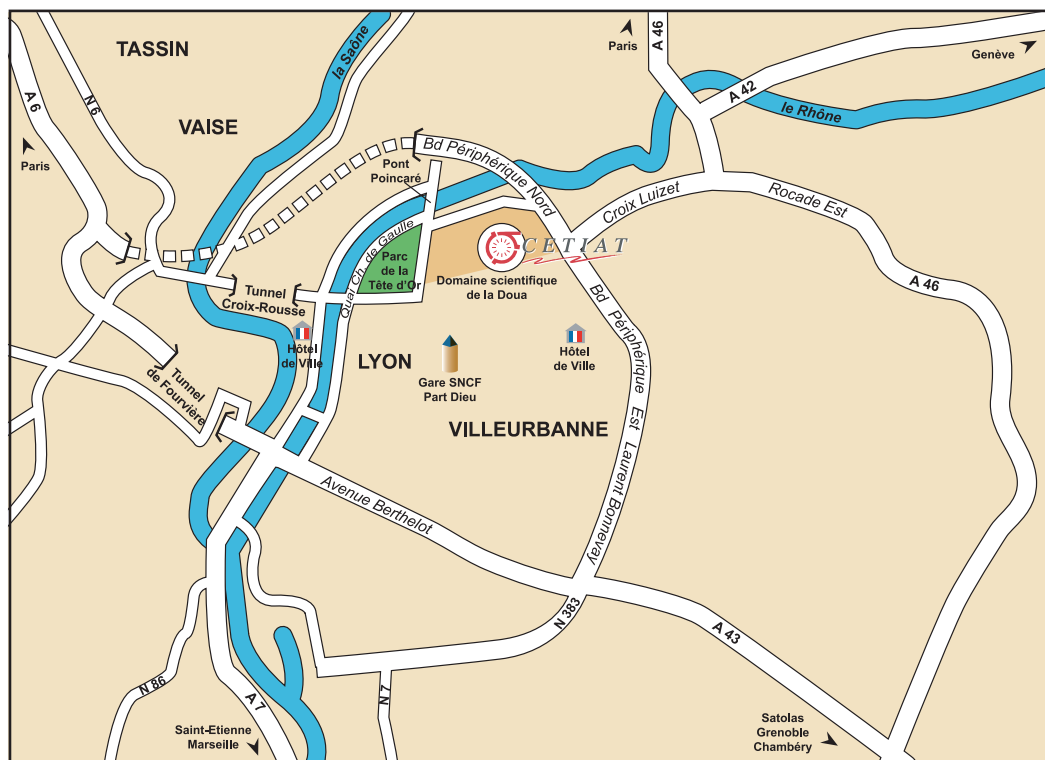 TASSIN
la Saône
Paris
A 46
Genève
A 6
N 6
A 42
le Rhône
VAISE
Paris
Pont
Poincaré
Bd Périphérique Nord
Croix Luizet
Rocade Est
Quai Ch. de Gaulle
Parc
de la
Tête d'Or
CETIAT
Domaine scientifique
de la Doua
A 46
Tunnel
Croix-Rousse
Hôtel
de Ville
LYON
Gare SNCF
Part Dieu
Hôtel
de Ville
Bd Périphérique Est Laurent Bonnevay
Tunnel
de Fourvière
VILLEURBANNE
Avenue Berthelot
N 383
A 43
N 86
A 7
N 7
Saint-Etienne
Marseille
Satolas
Grenoble
Chambéry